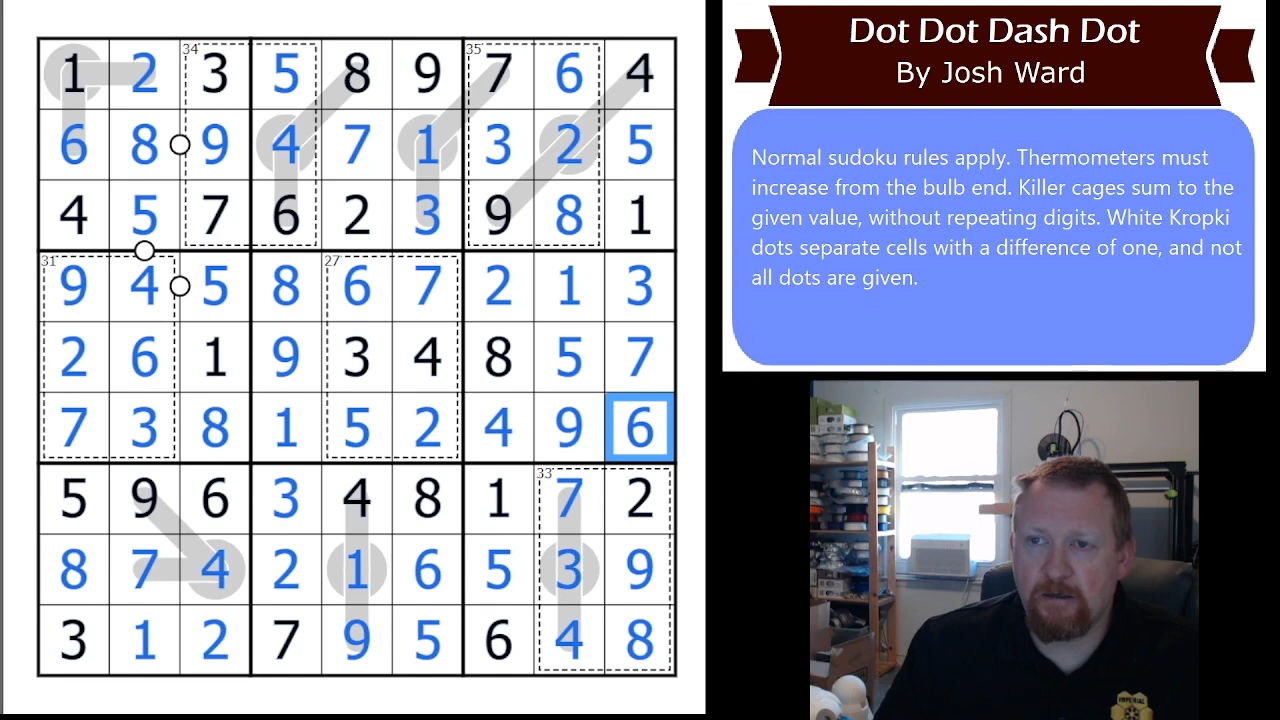 Dot Dot Dash Dot
By Josh Ward
Normal sudoku rules apply. Thermometers must
increase from the bulb end. Killer cages sum to the
given value, without repeating digits. White Kropki
dots separate cells with a difference of one, and not
all dots are given.
34 35
1 2 3 5 8 9 7 6 4
6 8 9 4 7 1 3 2 5
4 5 7 6 2 3 9 8 1
31 27
9 4 5 8 6 7 2 1 3
2 6 1 9 3 4 8 5 7
7 3 8 1 5 2 4 9 6
33
5 9 6 3 4 8 1 7 2
8 7 4 2 1 6 5 3 9
3 1 2 7 9 5 6 4 8